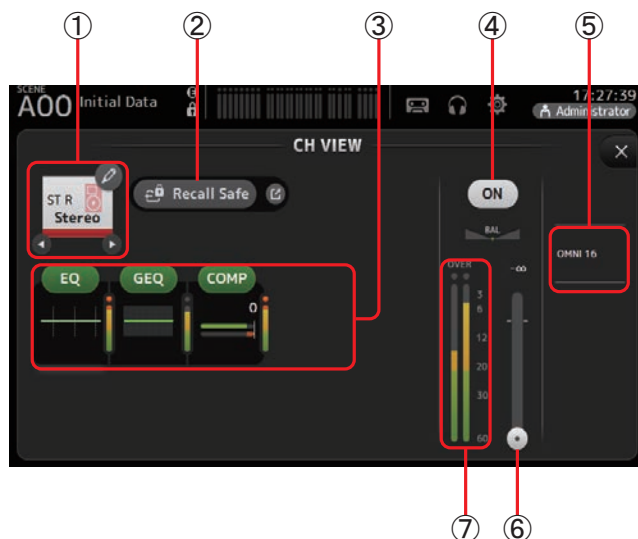 ① ② ③ ④ ⑤
SCENE
A00 Initial Data
17:27:39
Administrator
CH VIEW
ST R
Stereo
Recall Safe
ON
BAL
OMNI 16
EQ GEQ COMP
OVER
-∞
0
3
6
12
20
30
60
⑦ ⑥